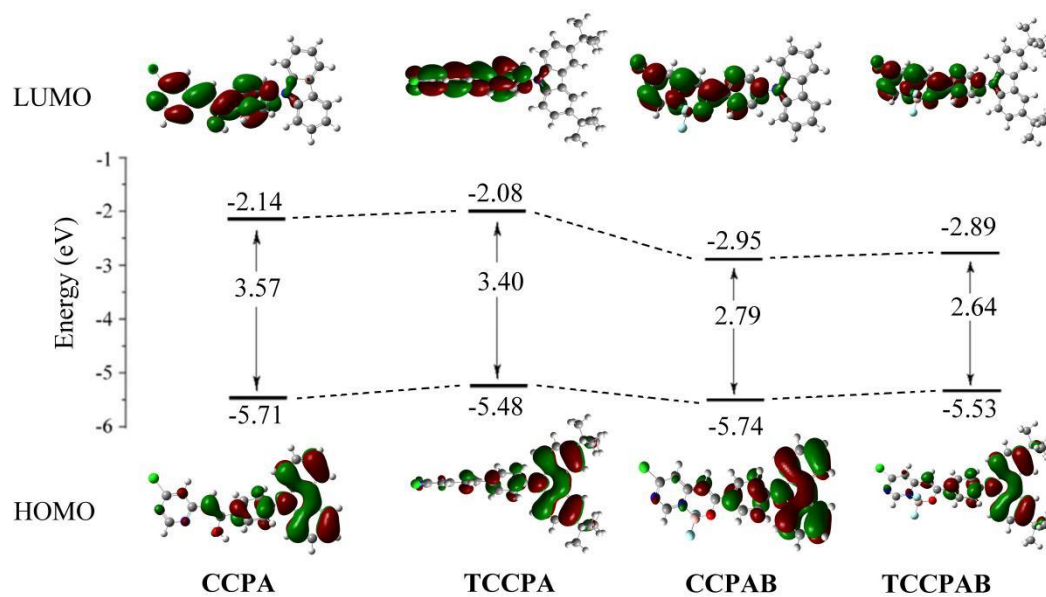 LUMO
Energy (eV)
-1
-2
-3
-4
-5
-6
-2.14
3.57
-5.71
-2.08
3.40
-5.48
-2.95
2.79
-5.74
-2.89
2.64
-5.53
HOMO
CCPA
TCCPA
CCPAB
TCCPAB